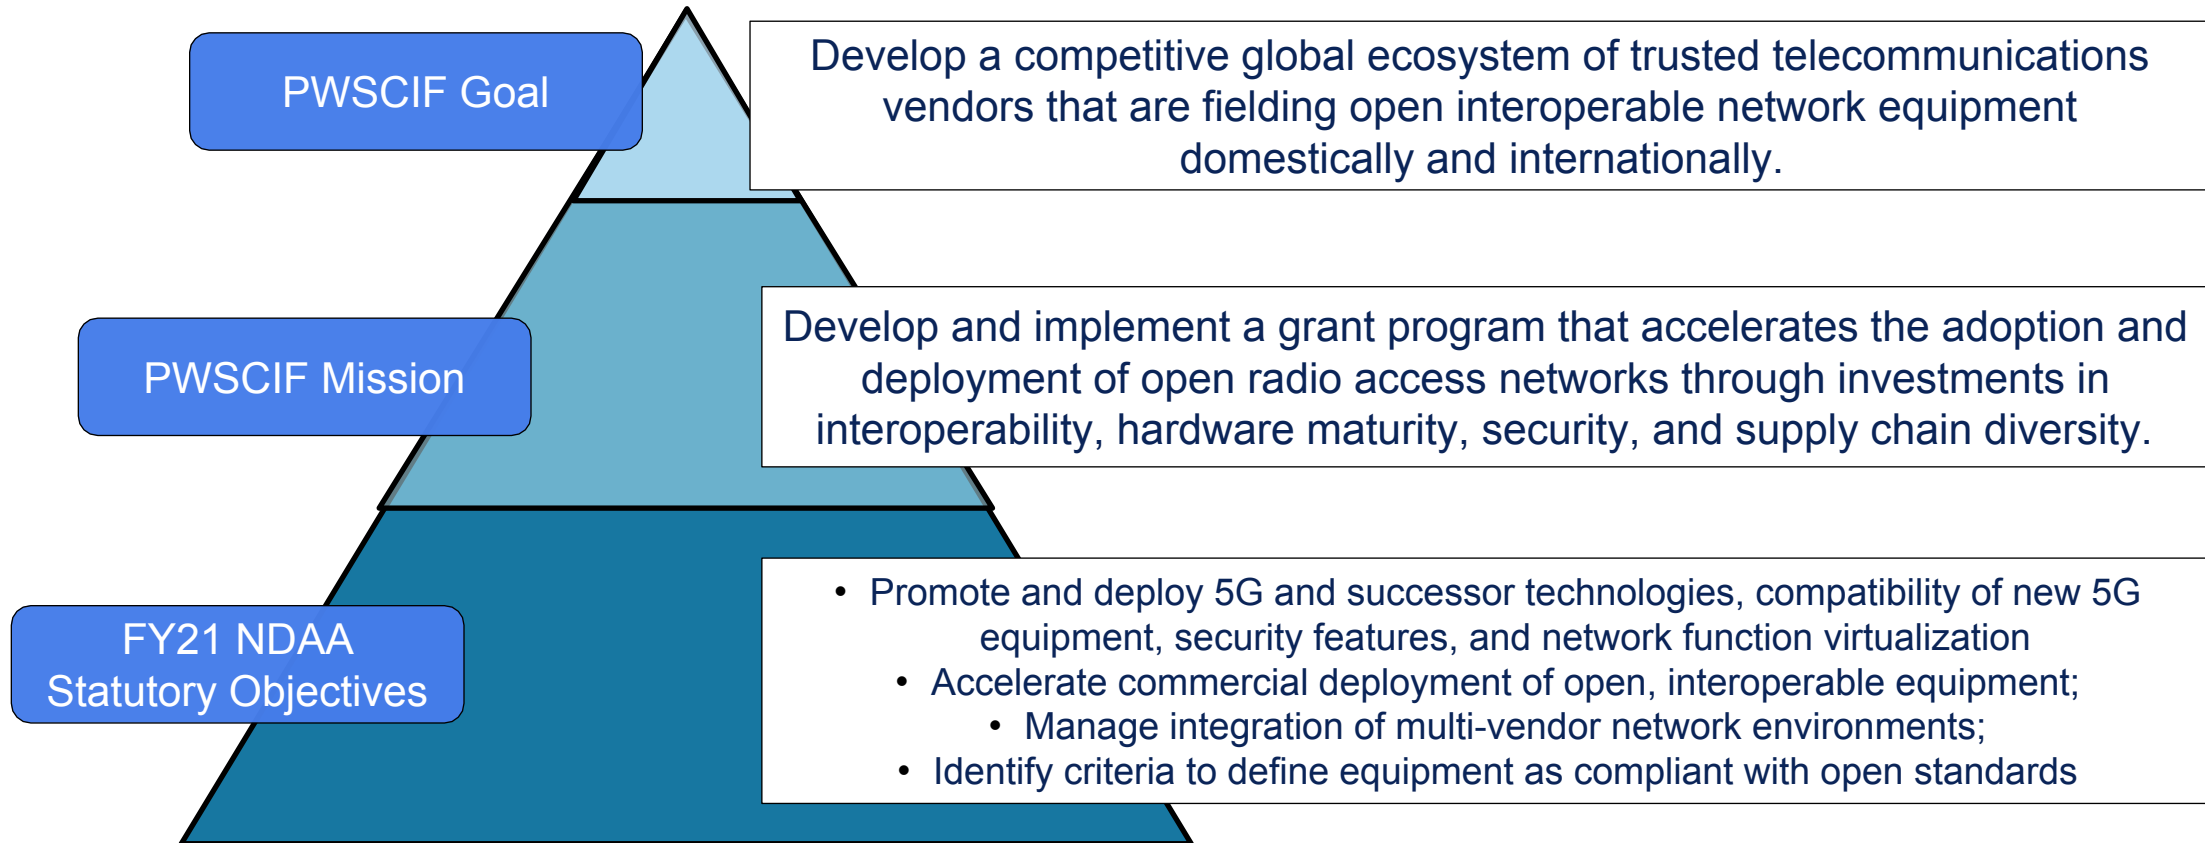 PWSCIF Goal
Develop a competitive global ecosystem of trusted telecommunications
vendors that are fielding open interoperable network equipment
domestically and internationally.
PWSCIF Mission
Develop and implement a grant program that accelerates the adoption and
deployment of open radio access networks through investments in
interoperability, hardware maturity, security, and supply chain diversity.
FY21 NDAA
Statutory Objectives
• Promote and deploy 5G and successor technologies, compatibility of new 5G
equipment, security features, and network function virtualization
• Accelerate commercial deployment of open, interoperable equipment;
• Manage integration of multi-vendor network environments;
• Identify criteria to define equipment as compliant with open standards